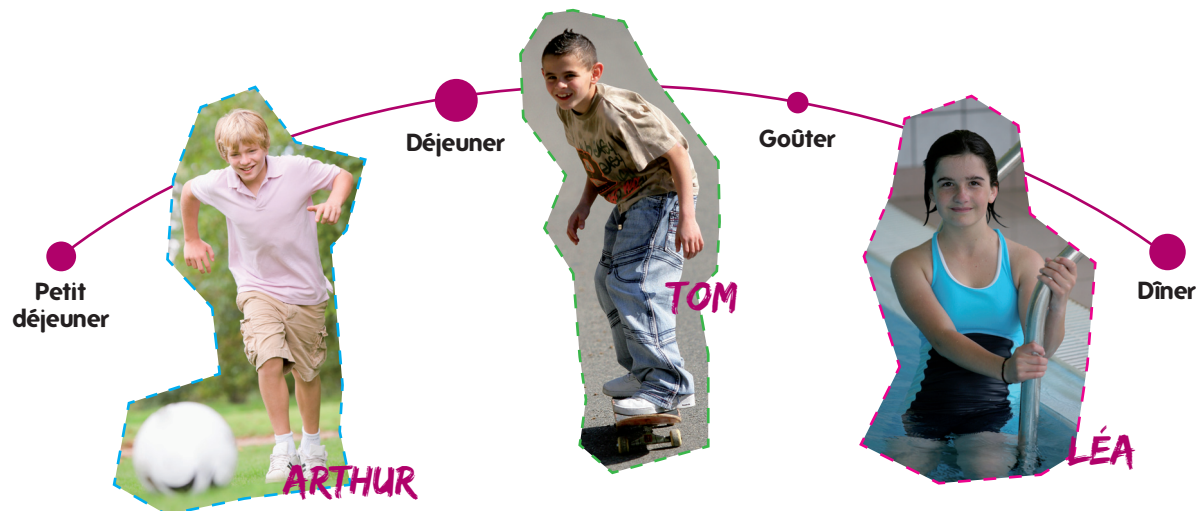 Déjeuner
Goûter
Petit
déjeuner
Dîner
TOM
ARTHUR
LÉA